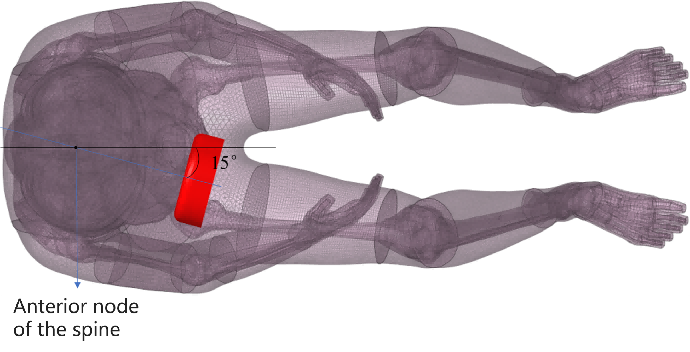 15°
Anterior node
of the spine